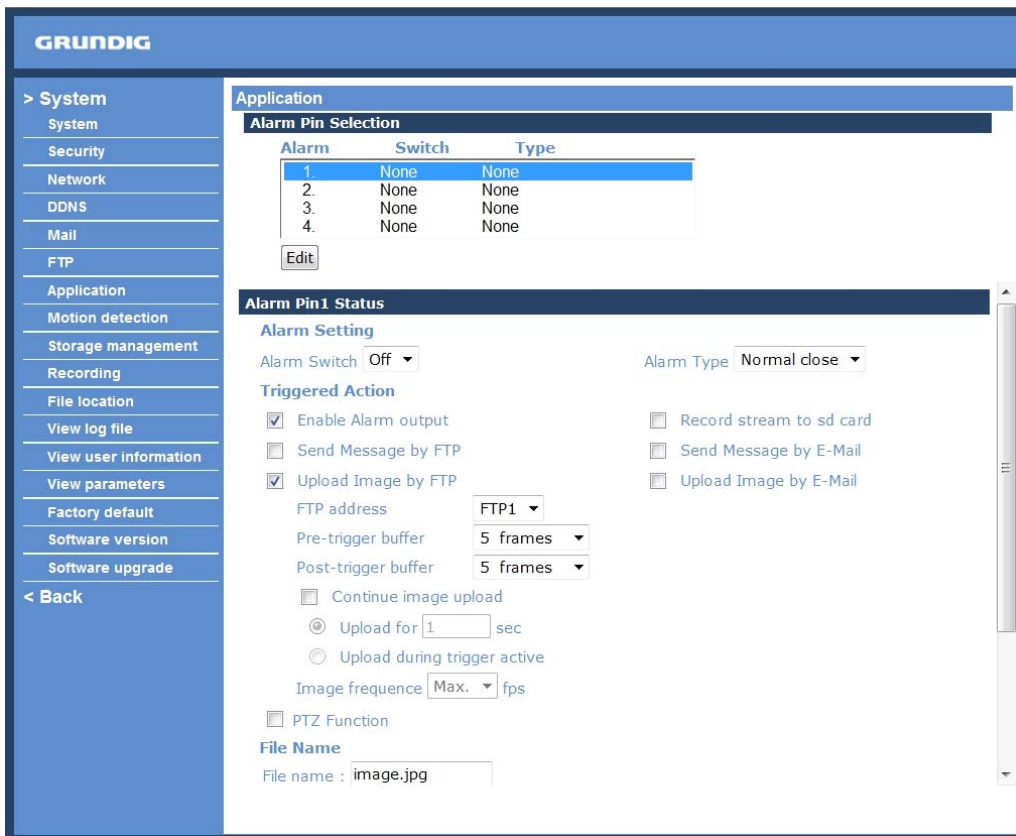 GRUNDIG
> System
System
Security
Network
DDNS
Mail
FTP
Application
Motion detection
Storage management
Recording
File location
View log file
View user information
View parameters
Factory default
Software version
Software upgrade
< Back
Application
Alarm Pin Selection
Alarm Switch Type
1. None None
2. None None
3. None None
4. None None
Edit
Alarm Pin1 Status
Alarm Setting
Alarm Switch Off Alarm Type Normal close
Triggered Action
Enable Alarm output Record stream to sd card
Send Message by FTP Send Message by E-Mail
Upload Image by FTP Upload Image by E-Mail
FTP address FTP1
Pre-trigger buffer 5 frames
Post-trigger buffer 5 frames
Continue image upload
Upload for 1 sec
Upload during trigger active
Image frequence Max. fps
PTZ Function
File Name
File name : image.jpg